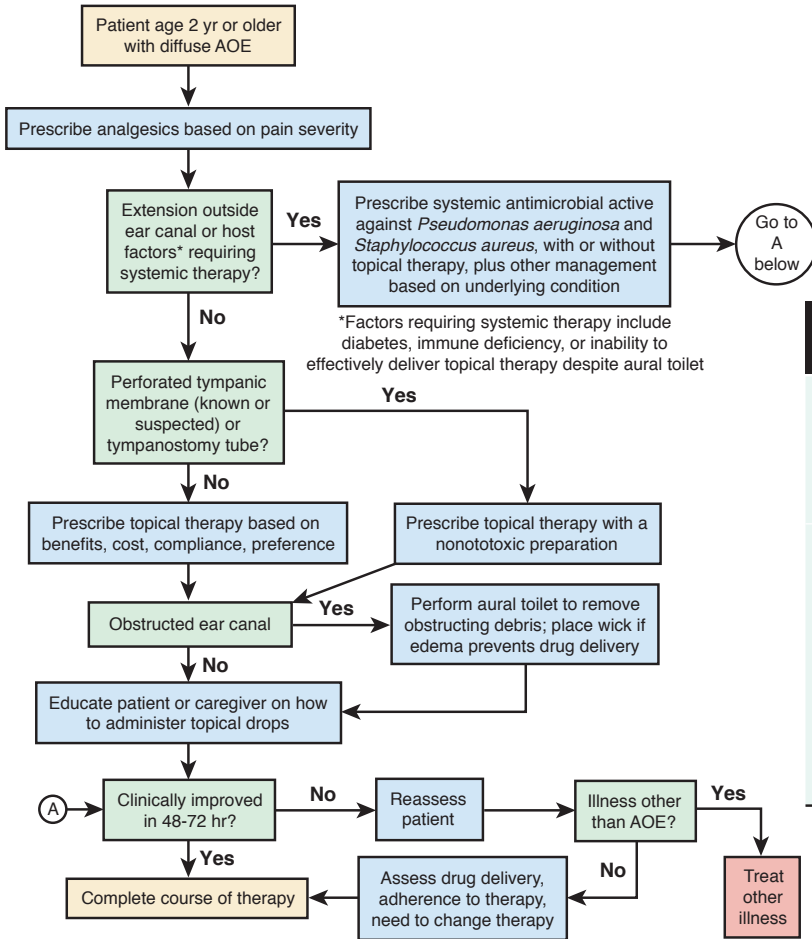 Patient age 2 yr or older
with diffuse AOE
Prescribe analgesics based on pain severity
Extension outside
ear canal or host
factors* requiring
systemic therapy?
Yes
Prescribe systemic antimicrobial active
against Pseudomonas aeruginosa and
Staphylococcus aureus, with or without
topical therapy, plus other management
based on underlying condition
Go to
A
below
No
*Factors requiring systemic therapy include
diabetes, immune deficiency, or inability to
effectively deliver topical therapy despite aural toilet
Perforated tympanic
membrane (known or
suspected) or
tympanostomy tube?
Yes
No
Prescribe topical therapy based on
benefits, cost, compliance, preference
Prescribe topical therapy with a
nonototoxic preparation
Obstructed ear canal
Yes
Perform aural toilet to remove
obstructing debris; place wick if
edema prevents drug delivery
No
Educate patient or caregiver on how
to administer topical drops
A
Clinically improved
in 48-72 hr?
No
Reassess
patient
Illness other
than AOE?
Yes
Yes
No
Complete course of therapy
Assess drug delivery,
adherence to therapy,
need to change therapy
Treat
other
illness